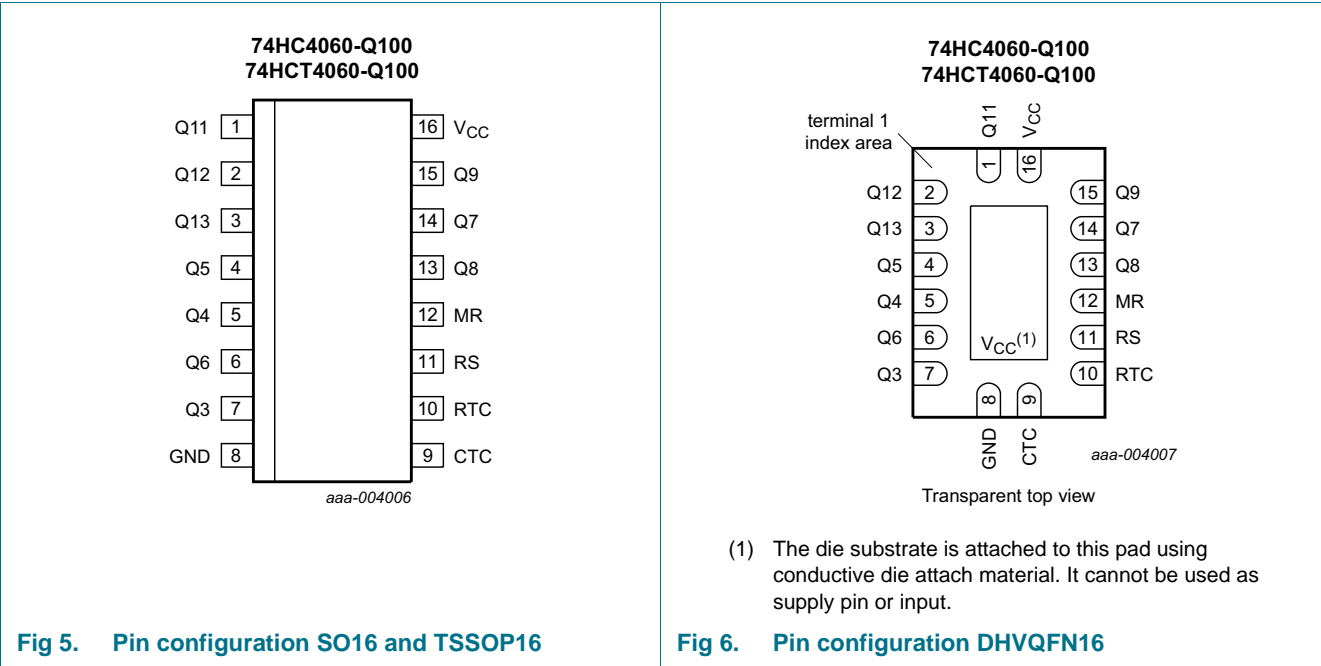 74HC4060-Q100
74HCT4060-Q100
Q11 1
16 VCC
Q12 2
15 Q9
Q13 3
14 Q7
Q5 4
13 Q8
Q4 5
12 MR
Q6 6
11 RS
Q3 7
10 RTC
GND 8
9 CTC
aaa-004006
Fig 5. Pin configuration SO16 and TSSOP16
74HC4060-Q100
74HCT4060-Q100
terminal 1
index area
Q11
VCC
1
16
Q12 2
15 Q9
Q13 3
14 Q7
Q5 4
13 Q8
Q4 5
12 MR
Q6 6
VCC(1)
11 RS
Q3 7
10 RTC
8
9
GND
CTC
aaa-004007
Transparent top view
(1) The die substrate is attached to this pad using
conductive die attach material. It cannot be used as
supply pin or input.
Fig 6. Pin configuration DHVQFN16